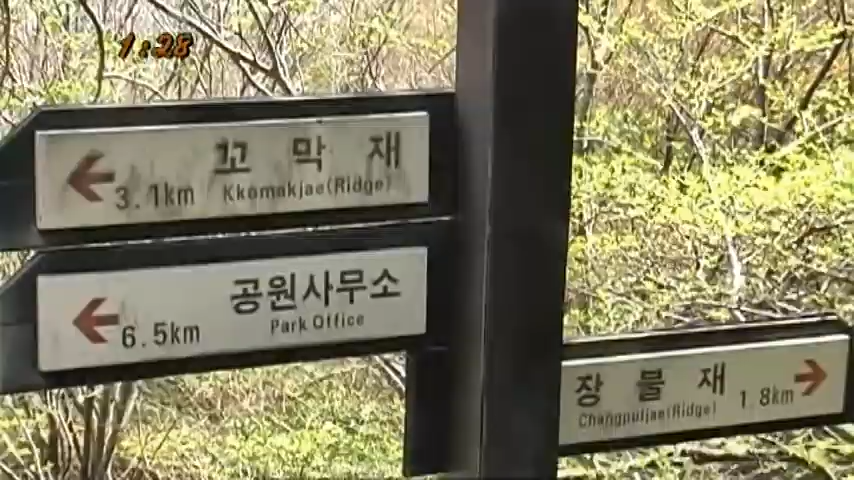 1:28
꼬막재
3.1km Kkomakjae(Ridge)
공원사무소
6.5km Park Office
장불재
Changpuljae(Ridge) 1.8km